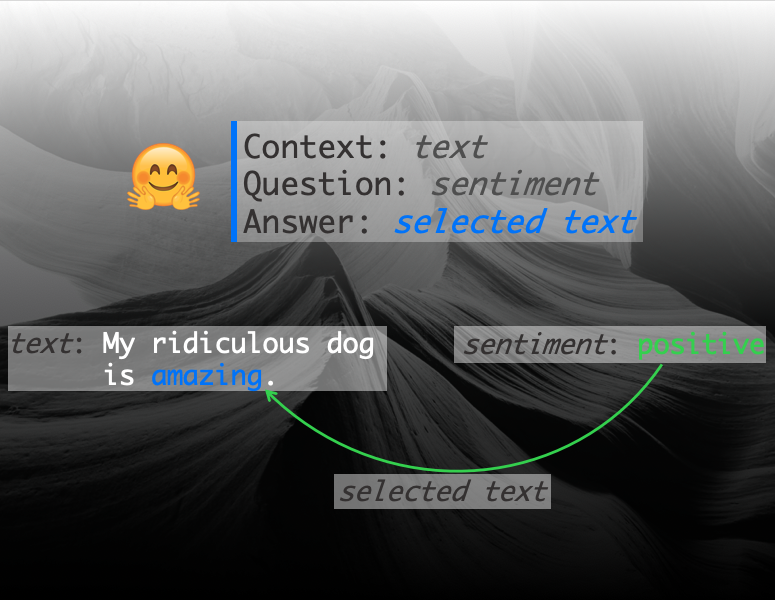 Context: text
Question: sentiment
Answer: selected text
text: My ridiculous dog
is amazing.
sentiment: positive
selected text